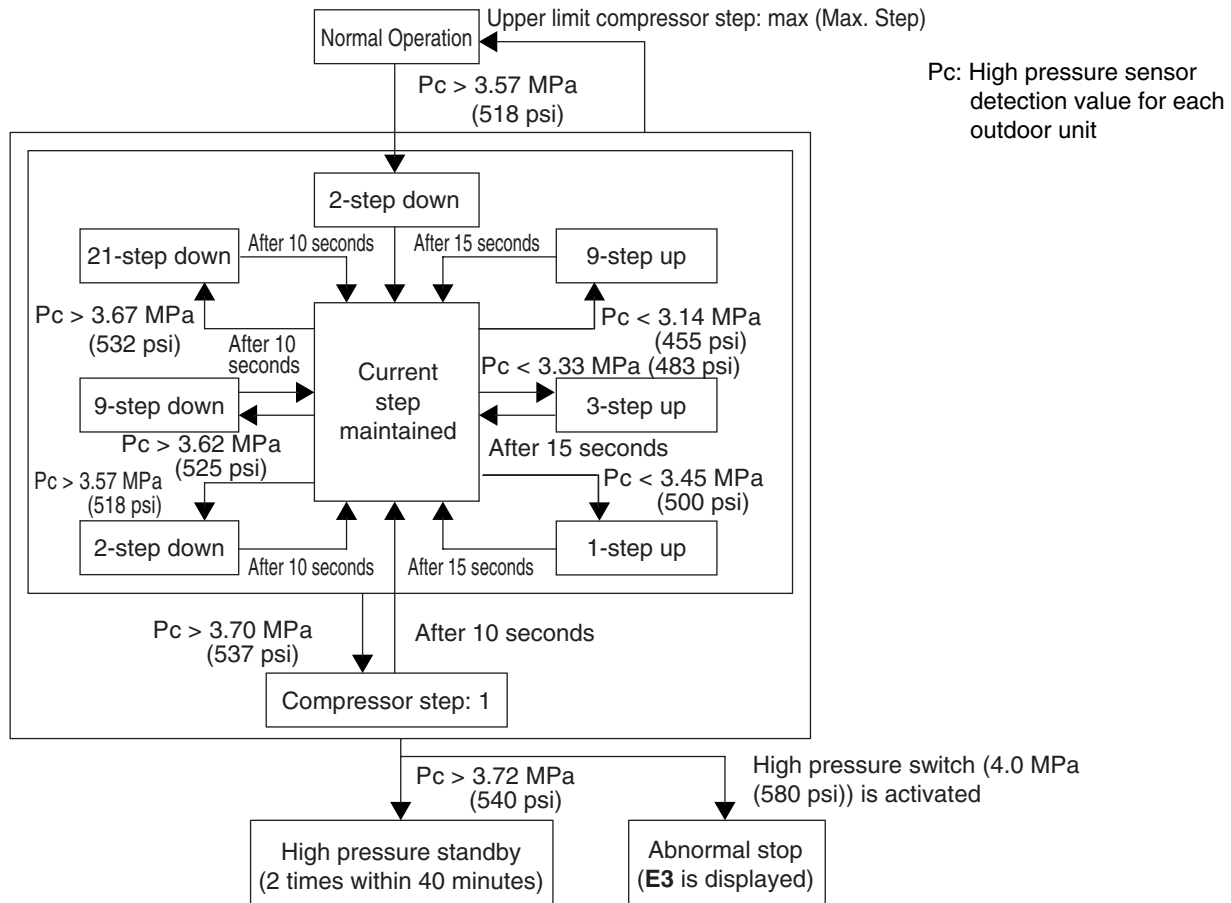 Upper limit compressor step: max (Max. Step)
Normal Operation
Pc: High pressure sensor
detection value for each
outdoor unit
Pc > 3.57 MPa
(518 psi)
2-step down
21-step down
After 10 seconds
After 15 seconds
9-step up
Pc > 3.67 MPa
(532 psi)
Pc < 3.14 MPa
(455 psi)
After 10
seconds
Pc < 3.33 MPa (483 psi)
9-step down
Current
step
maintained
3-step up
Pc > 3.62 MPa
(525 psi)
After 15 seconds
Pc > 3.57 MPa
(518 psi)
Pc < 3.45 MPa
(500 psi)
2-step down
After 10 seconds
After 15 seconds
1-step up
Pc > 3.70 MPa
(537 psi)
After 10 seconds
Compressor step: 1
Pc > 3.72 MPa
(540 psi)
High pressure switch (4.0 MPa
(580 psi)) is activated
High pressure standby
(2 times within 40 minutes)
Abnormal stop
(E3 is displayed)